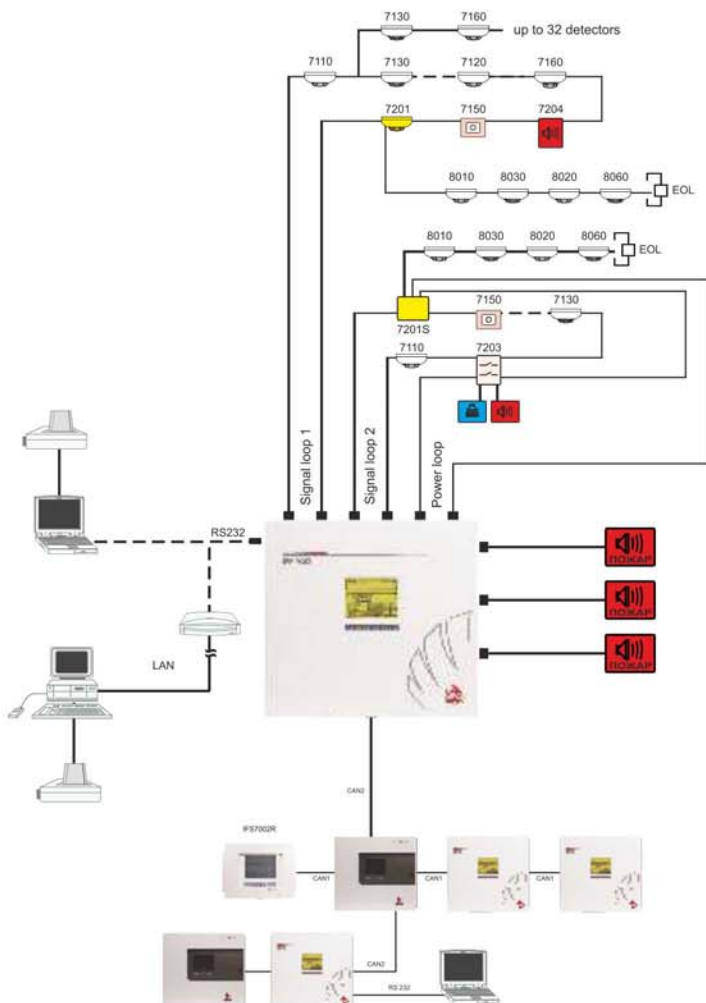 7130 7160
up to 32 detectors
7110 7130 7120 7160
7201 7150 7204
8010 8030 8020 8060
EOL
8010 8030 8020 8060
EOL
7150 7130
7201S
7110 7203
Signal loop 1
Signal loop 2
Power loop
RS232
ПОЖАР
ПОЖАР
ПОЖАР
LAN
CAN2
IFS7002R
CAN1 CAN1 CAN1
CAN2
RS 232